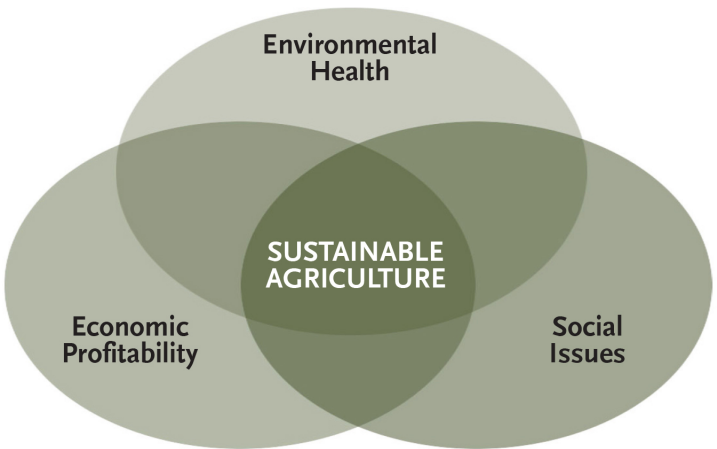 Environmental
Health
SUSTAINABLE
AGRICULTURE
Economic
Profitability
Social
Issues